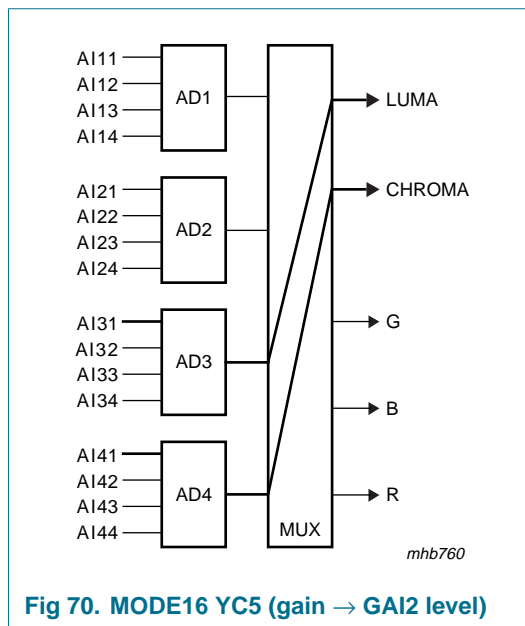 AI11
AI12
AI13
AI14
AD1
AI21
AI22
AI23
AI24
AD2
AI31
AI32
AI33
AI34
AD3
AI41
AI42
AI43
AI44
AD4
MUX
LUMA
CHROMA
G
B
R
mhb760
Fig 70. MODE16 YC5 (gain → GAI2 level)